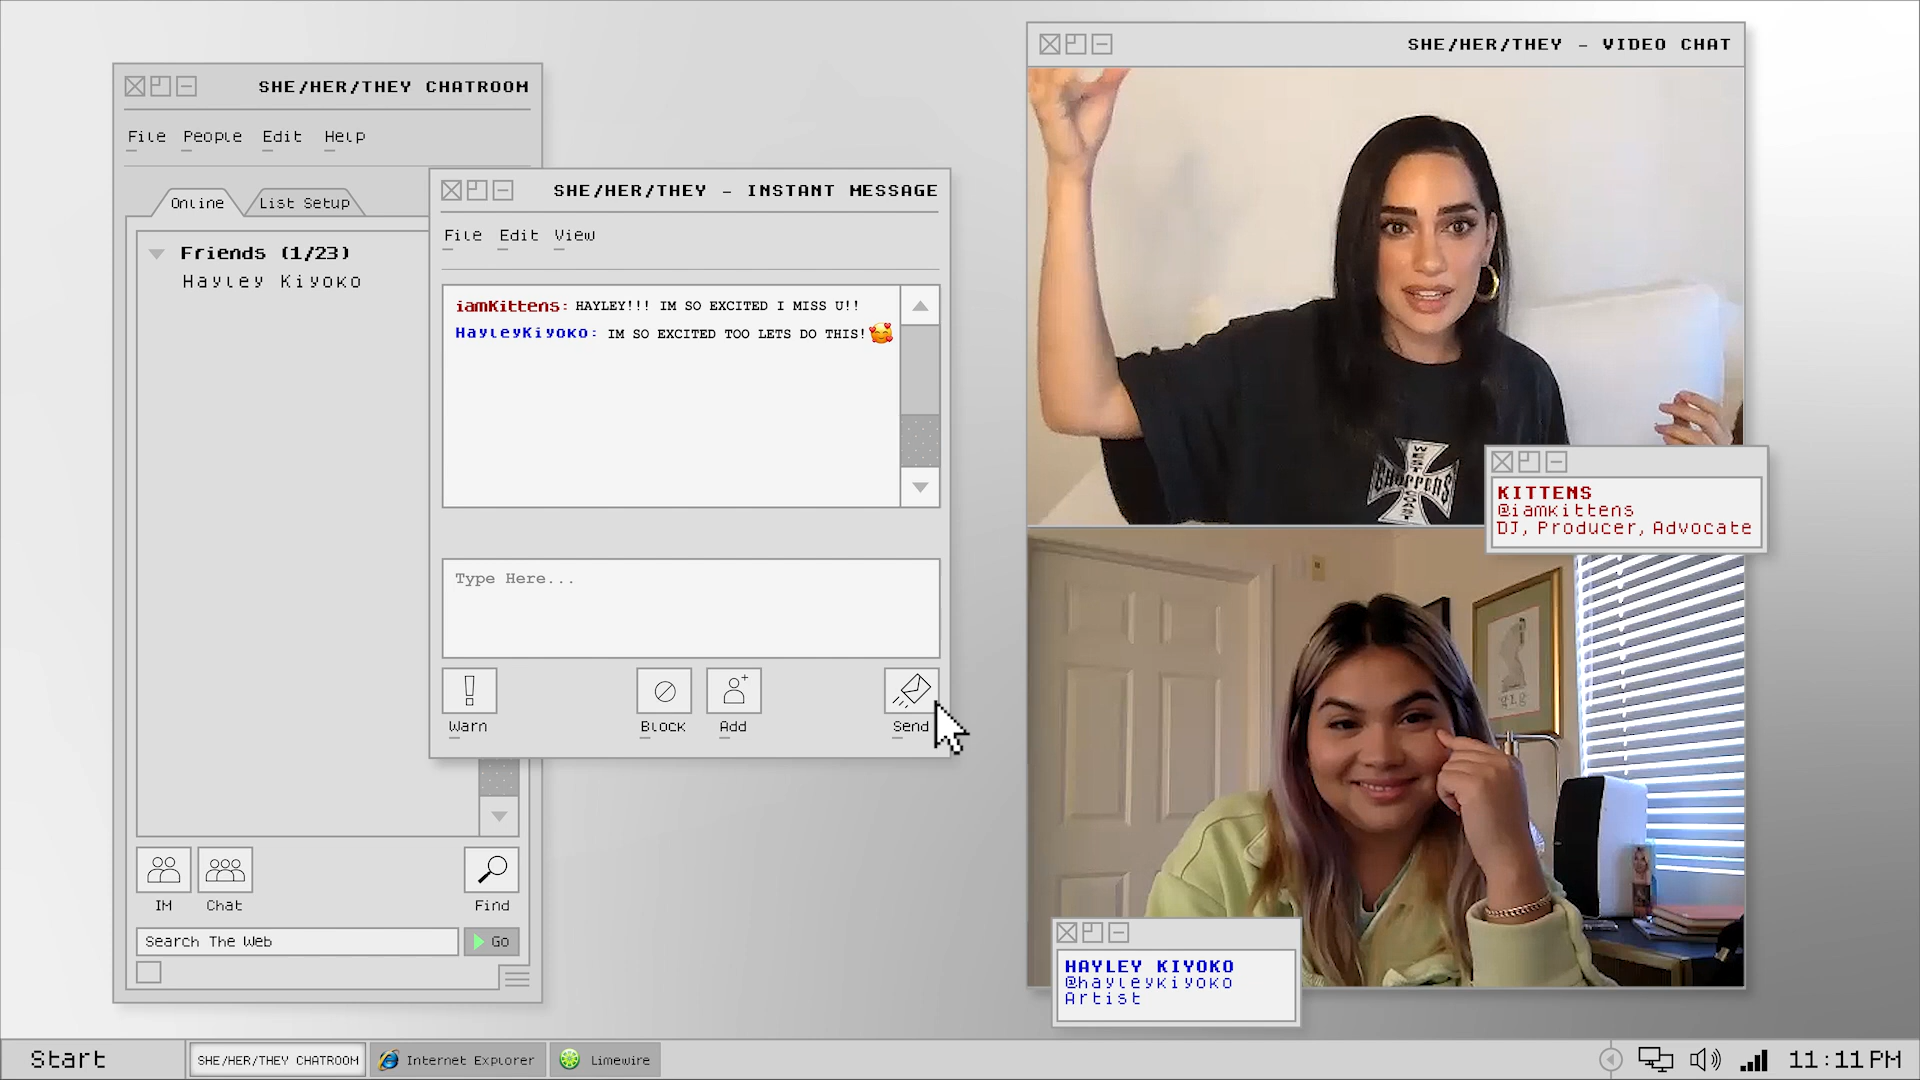 SHE/HER/THEY CHATROOM
File People Edit Help
Online List Setup
Friends (1/23)
Hayley Kiyoko
IM Chat Find
Search The Web Go
SHE/HER/THEY - INSTANT MESSAGE
File Edit View
iamKittens: HAYLEY!!! IM SO EXCITED I MISS U!!
HayleyKiyoko: IM SO EXCITED TOO LETS DO THIS!🥰
Type Here...
Warn Block Add Send
SHE/HER/THEY - VIDEO CHAT
WEST
CHOPPERS
COAST
KITTENS
@iamkittens
DJ, Producer, Advocate
glg
HAYLEY KIYOKO
@hayleykiyoko
Artist
Start SHE/HER/THEY CHATROOM Internet Explorer Limewire 11:11 PM